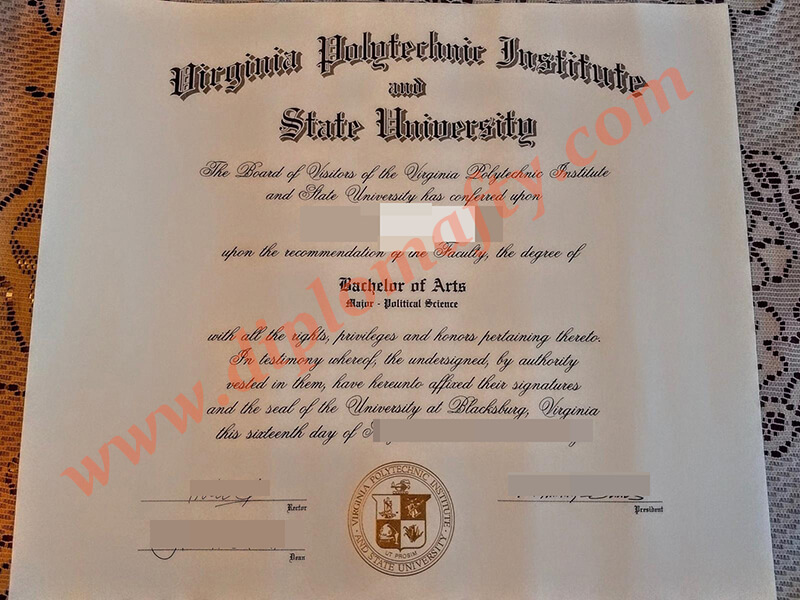 Virginia Polytechnic Institute
and
State University
The Board of Visitors of the Virginia Polytechnic Institute
and State University has conferred upon
upon the recommendation of the Faculty, the degree of
Bachelor of Arts
Major - Political Science
with all the rights, privileges and honors pertaining thereto.
In testimony whereof, the undersigned, by authority
vested in them, have hereunto affixed their signatures
and the seal of the University at Blacksburg, Virginia
this sixteenth day of
Rector
President
Dean
VIRGINIA POLYTECHNIC INSTITUTE
AND STATE UNIVERSITY
UT PROSIM
www.diplomafty.com